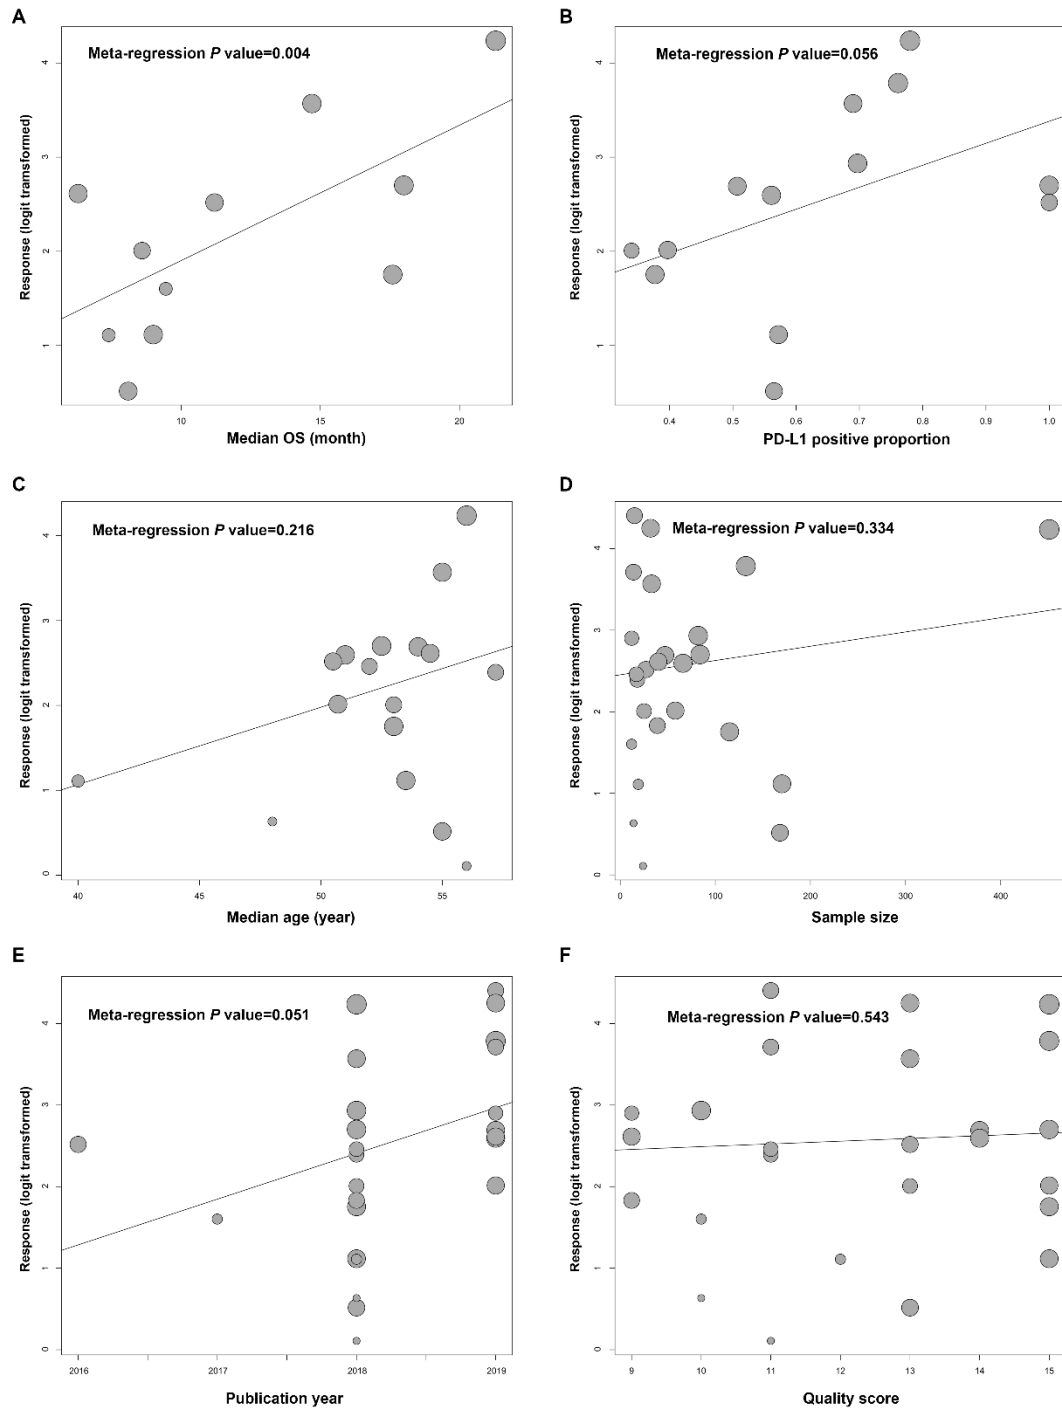 A
Meta-regression P value=0.004
Response (logit tramsformed)
1
2
3
4
10
15
20
Median OS (month)
B
Meta-regression P value=0.056
Response (logit tramsformed)
1
2
3
4
0.4
0.5
0.6
0.7
0.8
0.9
1.0
PD-L1 positive proportion
C
Meta-regression P value=0.216
Response (logit tramsformed)
0
1
2
3
4
40
45
50
55
Median age (year)
D
Meta-regression P value=0.334
Response (logit tramsformed)
0
1
2
3
4
0
100
200
300
400
Sample size
E
Meta-regression P value=0.051
Response (logit tramsformed)
0
1
2
3
4
2016
2017
2018
2019
Publication year
F
Meta-regression P value=0.543
Response (logit tramsformed)
0
1
2
3
4
9
10
11
12
13
14
15
Quality score